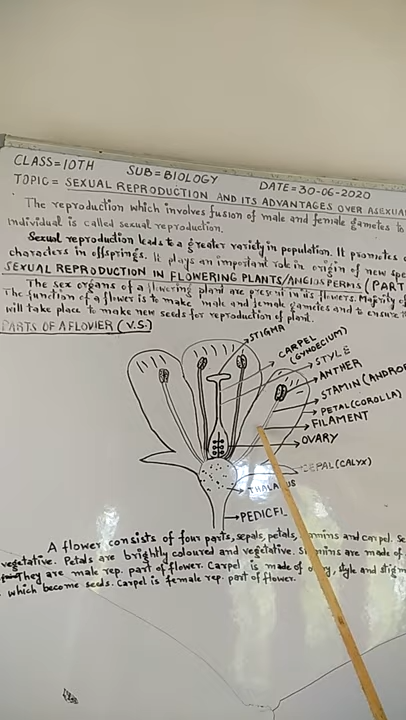 CLASS=10TH SUB=BIOLOGY DATE=30-06-2020
TOPIC= SEXUAL REPRODUCTION AND ITS ADVANTAGES OVER ASEXUA
The reproduction which involves fusion of male and female gametes to
individual is called sexual reproduction.
Sexual reproduction leads to a greater variety in population. It promotes
characters in offsprings. It plays an important role in origin of new spe
SEXUAL REPRODUCTION IN FLOWERING PLANTS/ANGIOSPERMS (PART
The sex organs of a flowering plant are present in its flowers. Majority of
The function of a flower is to make male and female gametes and to ensure
will take place to make new seeds for reproduction of plant.
PARTS OF A FLOVIER (V.S.)
STIGMA
CARPEL
(GYNOECIUM)
STYLE
ANTHER
STAMIN (ANDRO
PETAL (COROLLA)
FILAMENT
OVARY
SEPAL (CALYX)
THALAMUS
PEDICEL
A flower consists of four parts, sepals, petals, stamins and carpel. Se
vegetative. Petals are brightly coloured and vegetative. Stamins are made of
They are male rep. part of flower. Carpel is made of ovary, style and stigm
which become seeds. Carpel is female rep. part of flower.